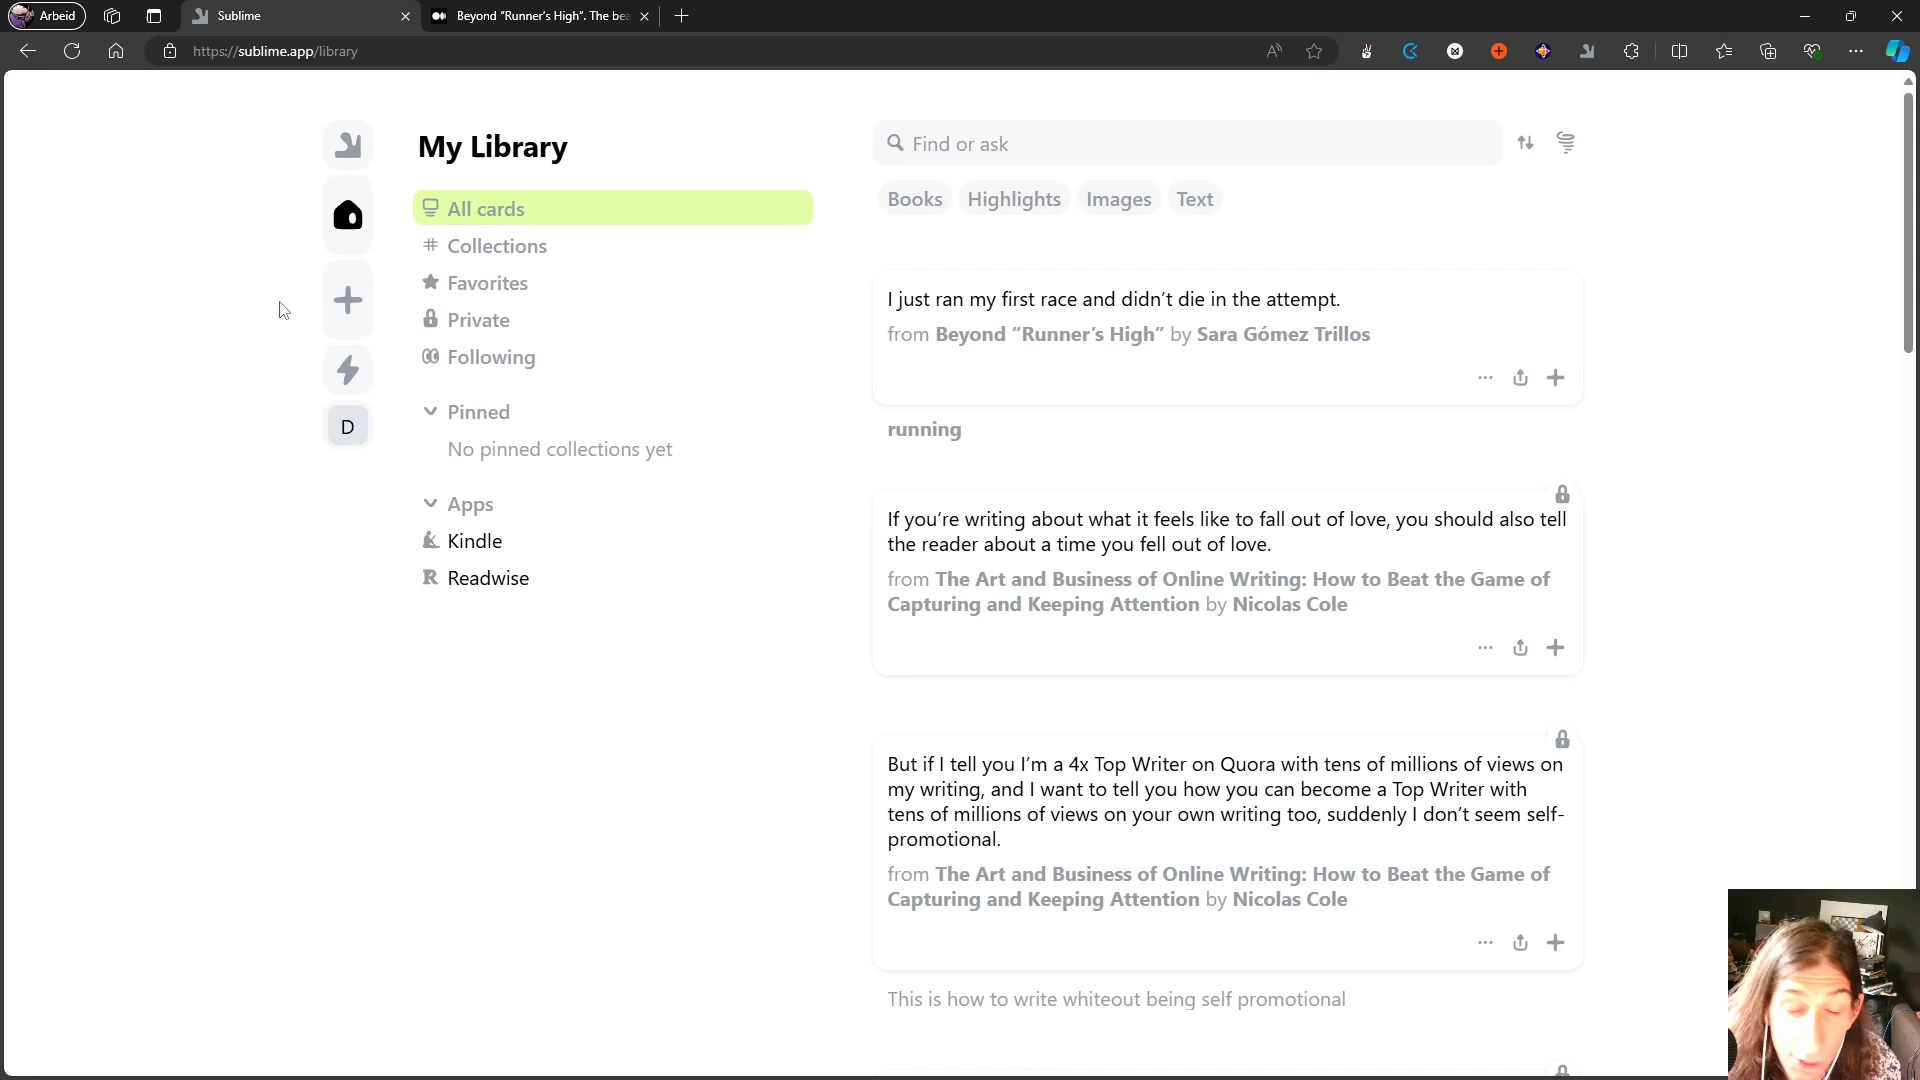 Arbeid
Sublime
Beyond "Runner's High". The bea
https://sublime.app/library
My Library
All cards
Collections
Favorites
Private
Following
Pinned
No pinned collections yet
Apps
Kindle
Readwise
D
Find or ask
Books
Highlights
Images
Text
I just ran my first race and didn't die in the attempt.
from Beyond “Runner's High” by Sara Gómez Trillos
running
If you're writing about what it feels like to fall out of love, you should also tell
the reader about a time you fell out of love.
from The Art and Business of Online Writing: How to Beat the Game of
Capturing and Keeping Attention by Nicolas Cole
But if I tell you I'm a 4x Top Writer on Quora with tens of millions of views on
my writing, and I want to tell you how you can become a Top Writer with
tens of millions of views on your own writing too, suddenly I don't seem self-
promotional.
from The Art and Business of Online Writing: How to Beat the Game of
Capturing and Keeping Attention by Nicolas Cole
This is how to write whiteout being self promotional